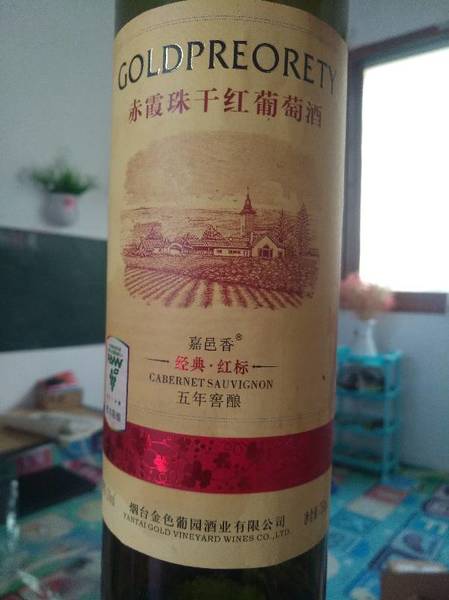 GOLDPREORETY
赤霞珠干红葡萄酒
嘉邑香®
经典·红标
CABERNET SAUVIGNON
五年窖酿
烟台金色葡园酒业有限公司
YANTAI GOLD VINEYARD WINES CO.,LTD.